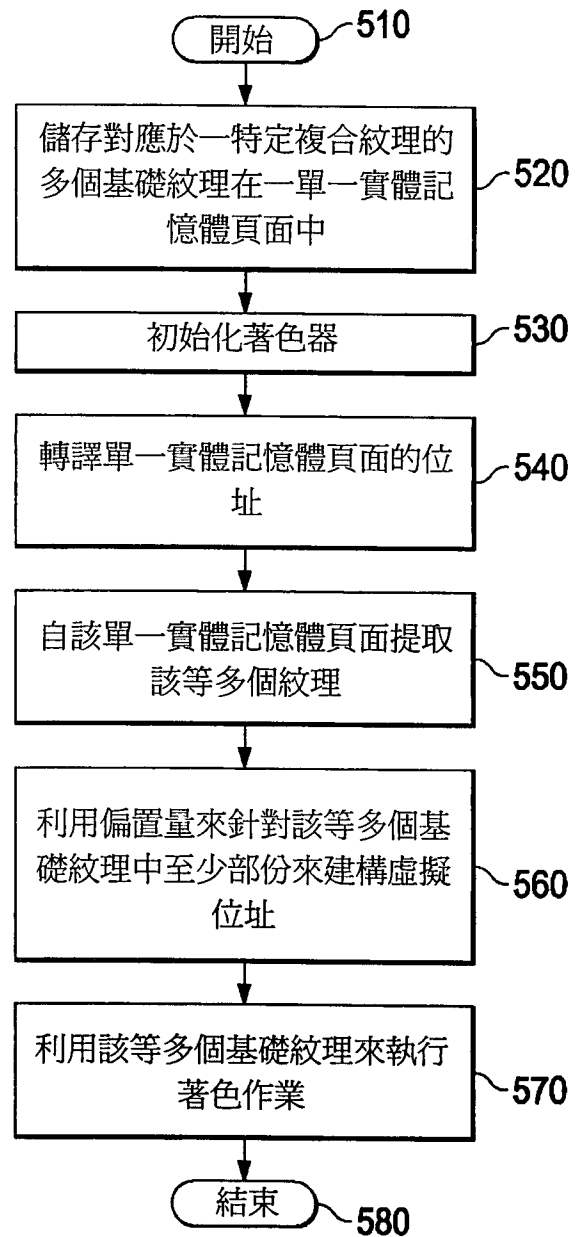 開始
510
儲存對應於一特定複合紋理的
多個基礎紋理在一單一實體記
憶體頁面中
520
初始化著色器
530
轉譯單一實體記憶體頁面的位
址
540
自該單一實體記憶體頁面提取
該等多個紋理
550
利用偏置量來針對該等多個基
礎紋理中至少部份來建構虛擬
位址
560
利用該等多個基礎紋理來執行
著色作業
570
結束
580